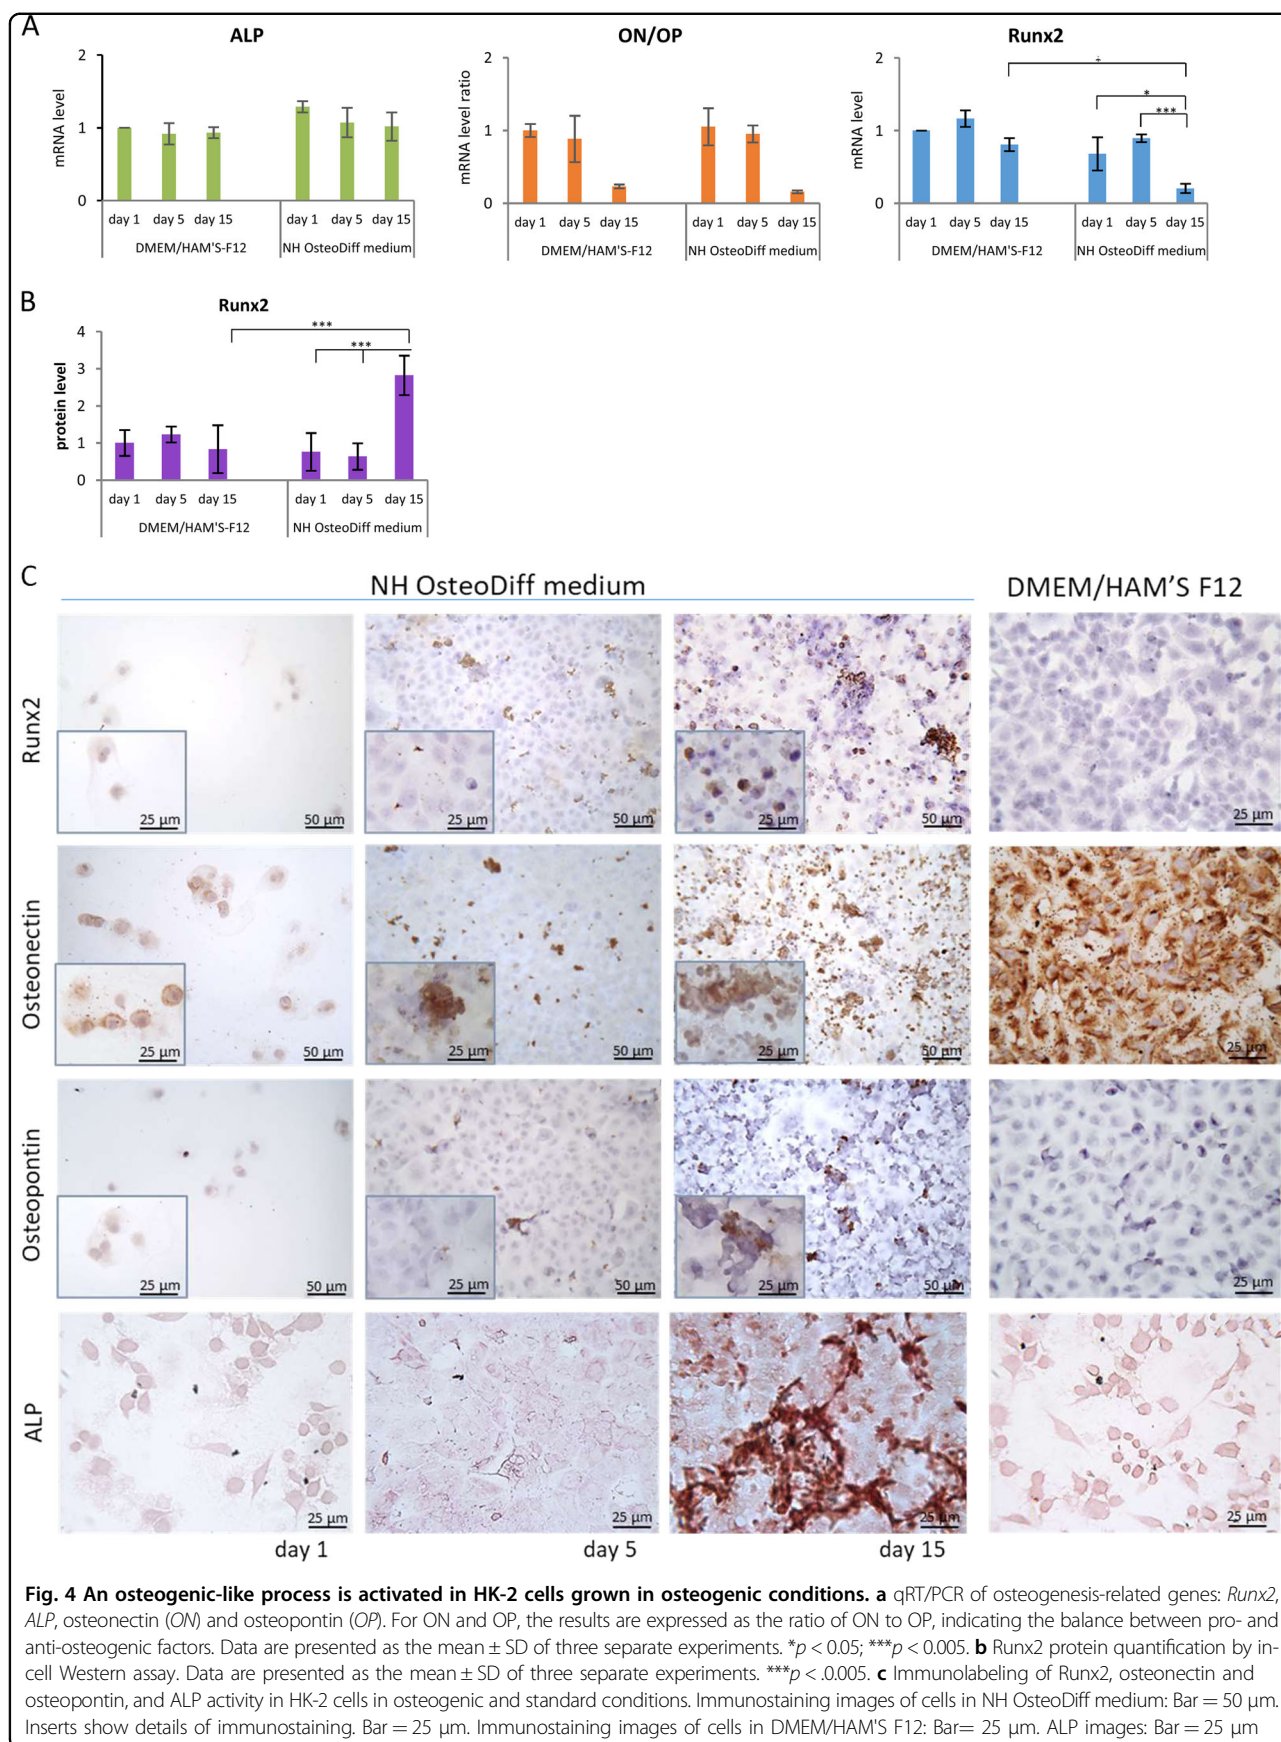 A
ALP
mRNA level
2
1
0
day 1 day 5 day 15 day 1 day 5 day 15
DMEM/HAM'S-F12 NH OsteoDiff medium
ON/OP
mRNA level ratio
2
1
0
day 1 day 5 day 15 day 1 day 5 day 15
DMEM/HAM'S-F12 NH OsteoDiff medium
Runx2
mRNA level
2
1
0
*
***
day 1 day 5 day 15 day 1 day 5 day 15
DMEM/HAM'S-F12 NH OsteoDiff medium
B
Runx2
protein level
4
3
2
1
0
***
***
day 1 day 5 day 15 day 1 day 5 day 15
DMEM/HAM'S-F12 NH OsteoDiff medium
C
NH OsteoDiff medium DMEM/HAM'S F12
Runx2
25 µm 50 µm 25 µm 50 µm 25 µm 50 µm 25 µm
Osteonectin
25 µm 50 µm 25 µm 50 µm 25 µm 50 µm 25 µm
Osteopontin
25 µm 50 µm 25 µm 50 µm 25 µm 50 µm 25 µm
ALP
25 µm 25 µm 25 µm 25 µm
day 1 day 5 day 15
Fig. 4 An osteogenic-like process is activated in HK-2 cells grown in osteogenic conditions. a qRT/PCR of osteogenesis-related genes: Runx2,
ALP, osteonectin (ON) and osteopontin (OP). For ON and OP, the results are expressed as the ratio of ON to OP, indicating the balance between pro- and
anti-osteogenic factors. Data are presented as the mean ± SD of three separate experiments. *p < 0.05; ***p < 0.005. b Runx2 protein quantification by in-
cell Western assay. Data are presented as the mean ± SD of three separate experiments. ***p < .0.005. c Immunolabeling of Runx2, osteonectin and
osteopontin, and ALP activity in HK-2 cells in osteogenic and standard conditions. Immunostaining images of cells in NH OsteoDiff medium: Bar = 50 µm.
Inserts show details of immunostaining. Bar = 25 µm. Immunostaining images of cells in DMEM/HAM'S F12: Bar= 25 µm. ALP images: Bar = 25 µm